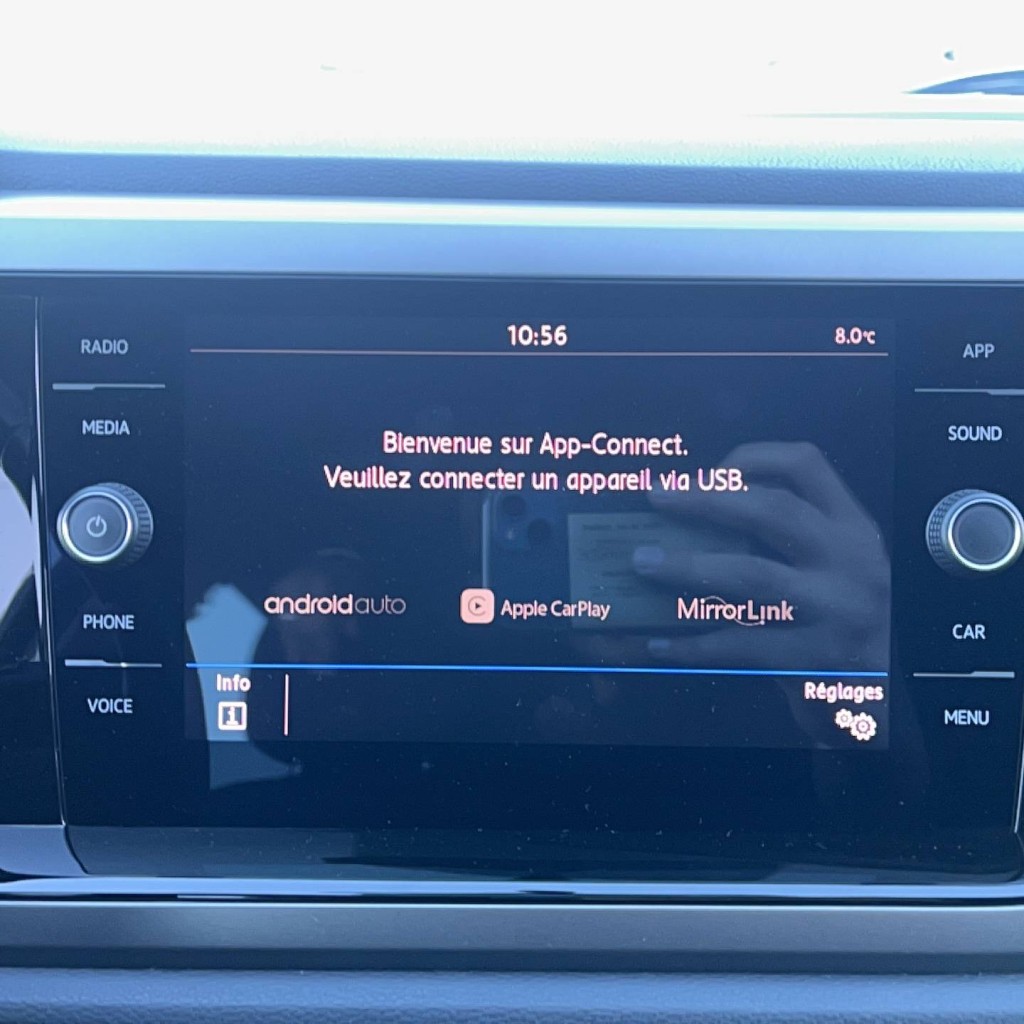 10:56
8.0°C
RADIO
APP
MEDIA
SOUND
Bienvenue sur App-Connect.
Veuillez connecter un appareil via USB.
androidauto
Apple CarPlay
MirrorLink
PHONE
CAR
VOICE
MENU
Info
i
Réglages